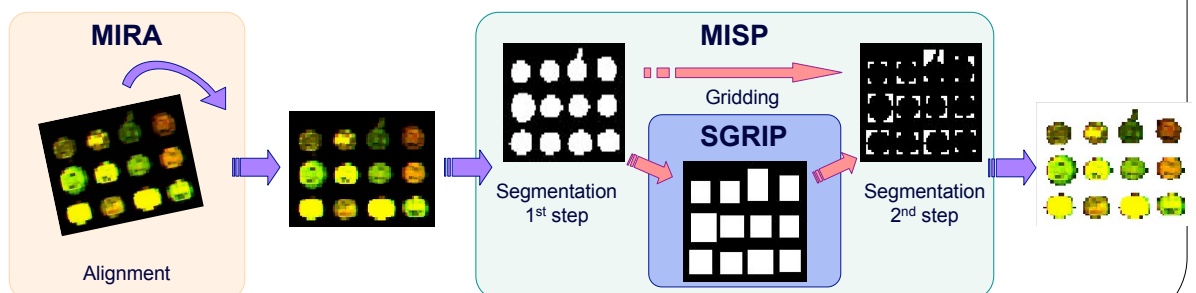 MIRA
Alignment
MISP
Segmentation
1st step
Gridding
SGRIP
Segmentation
2nd step